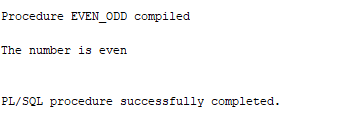 Procedure EVEN_ODD compiled
The number is even
PL/SQL procedure successfully completed.